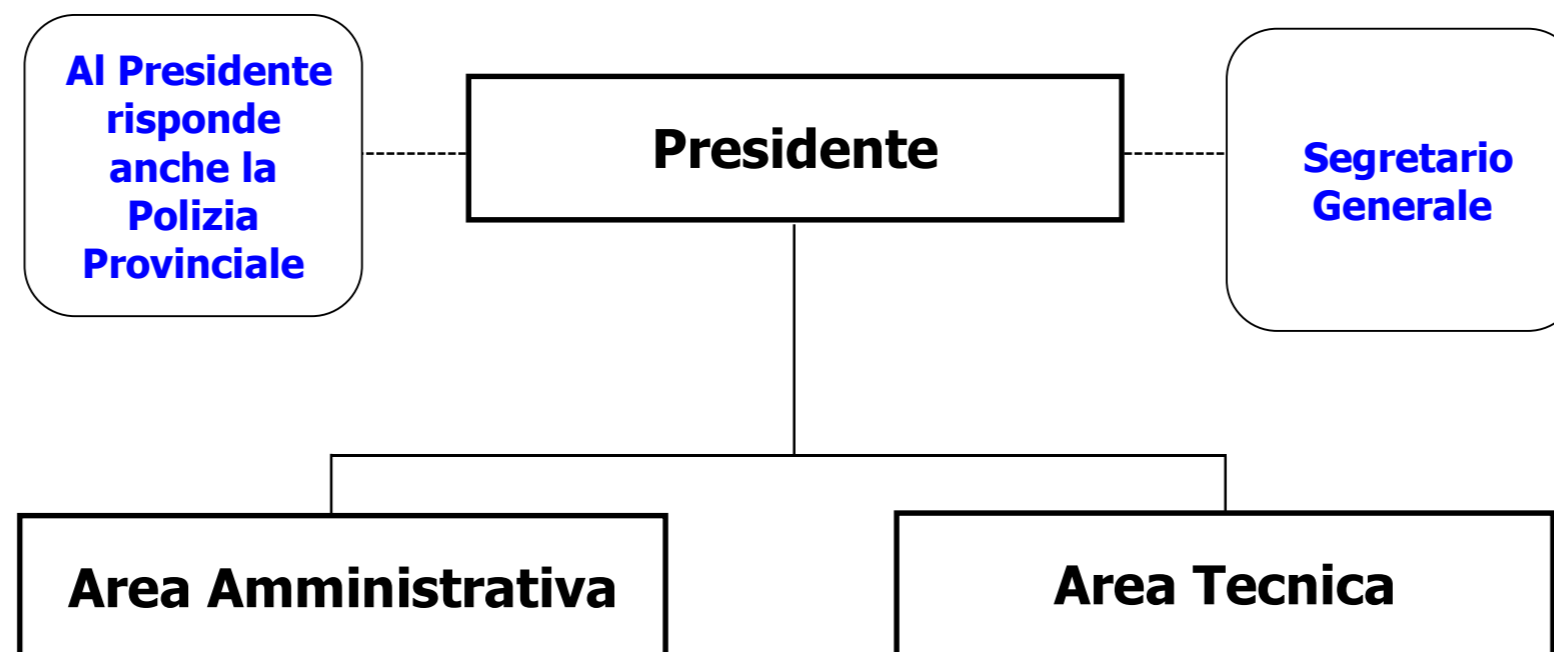 Al Presidente
risponde
anche la
Polizia
Provinciale
Presidente
Segretario
Generale
Area Amministrativa
Area Tecnica